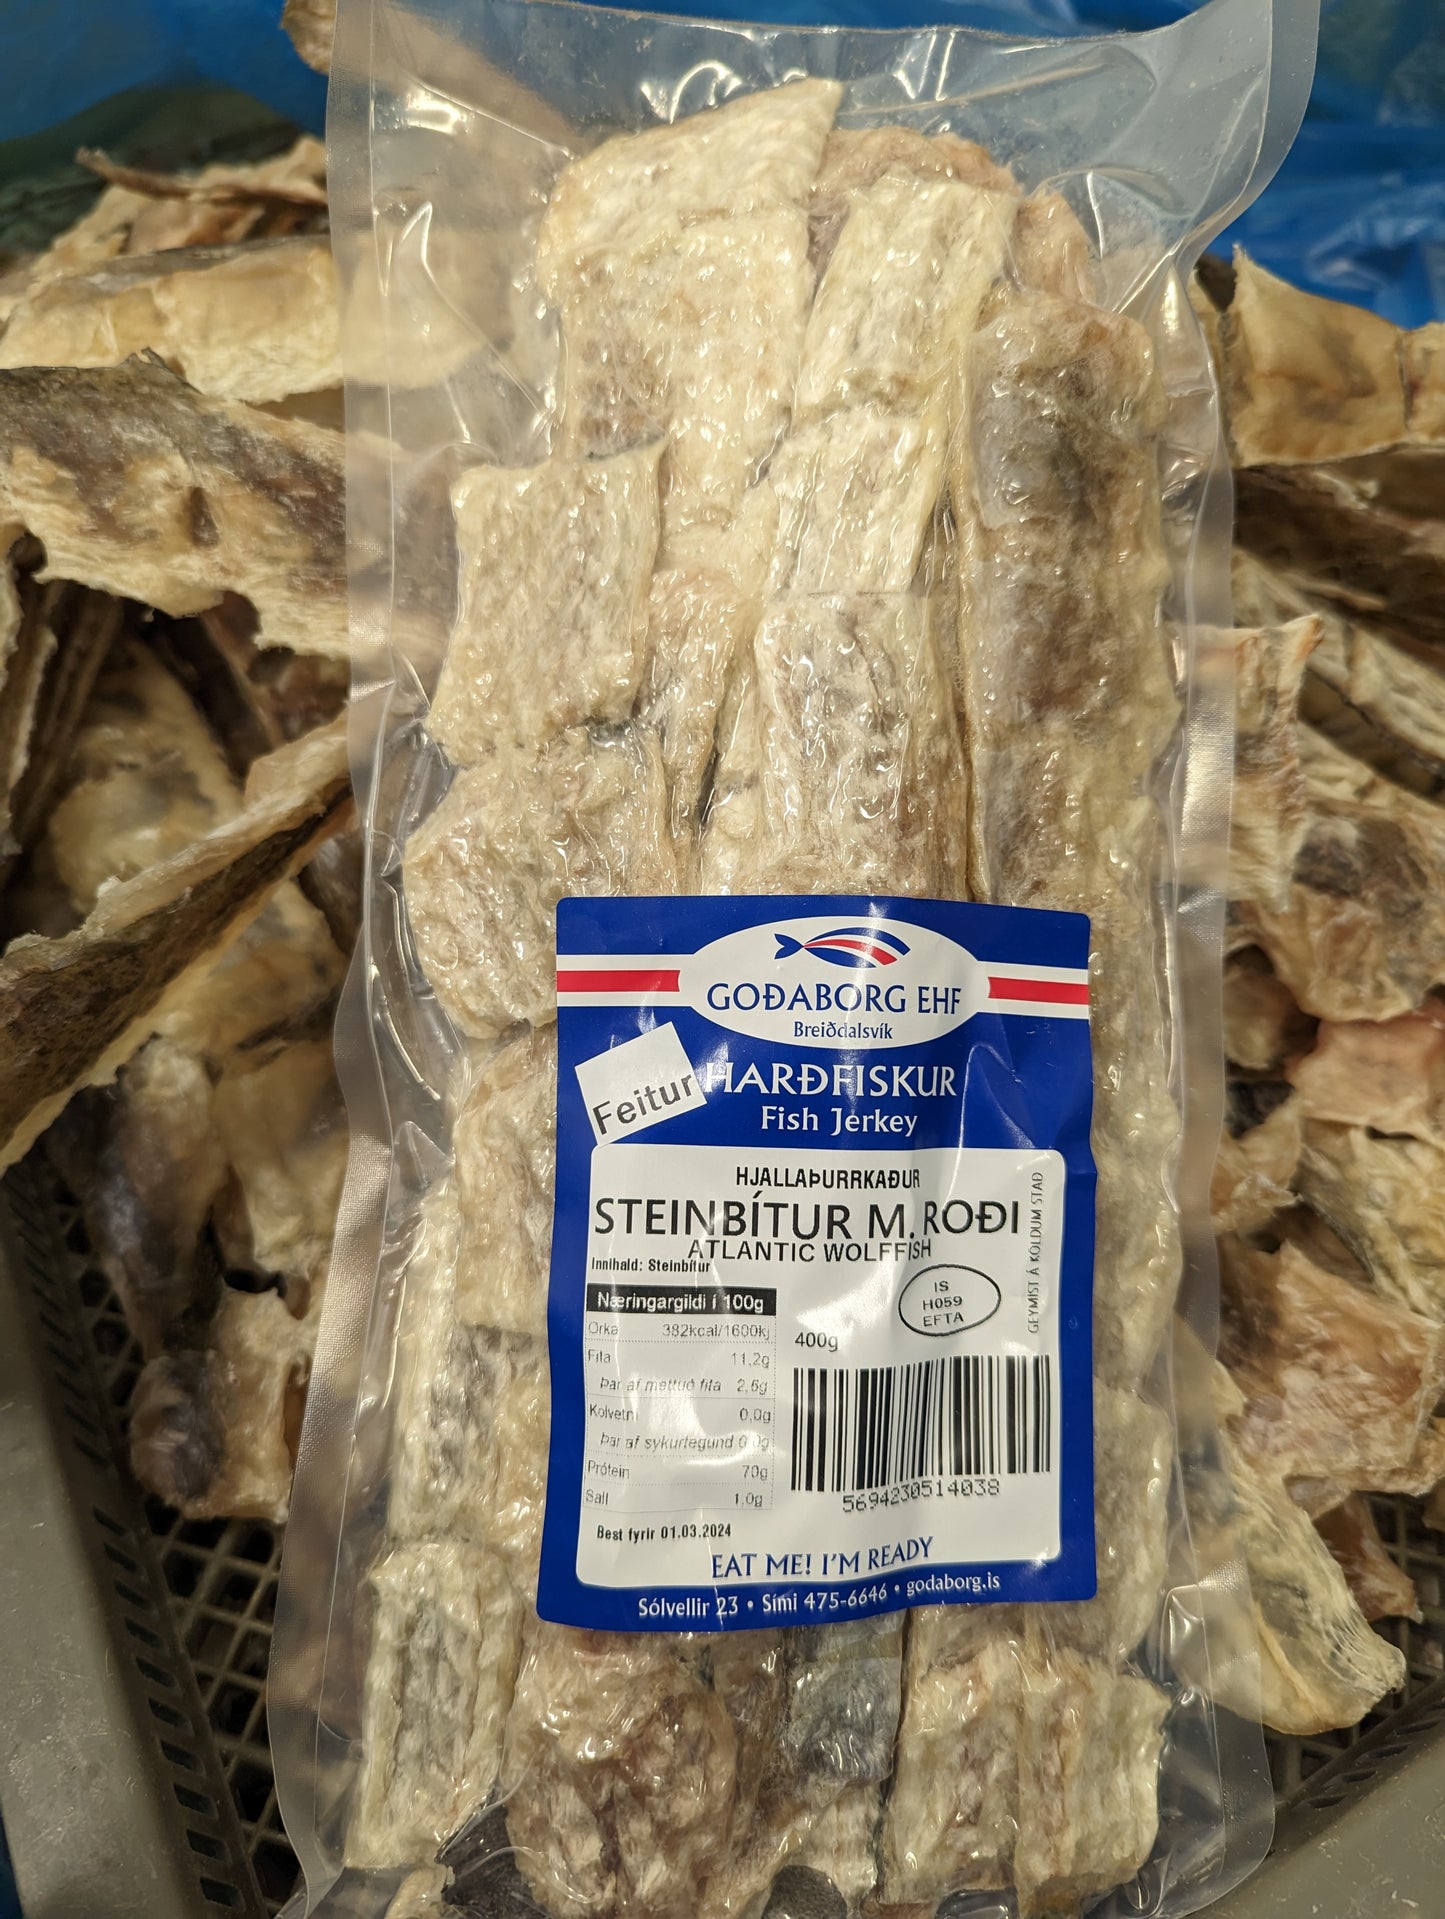 GOÐABORG EHF
Breiðdalsvík
Feitur
HARÐFISKUR
Fish Jerkey
HJALLAÞURRKAÐUR
STEINBÍTUR M. ROÐI
ATLANTIC WOLFFISH
Innihald: Steinbítur
GEYMIST Á KÖLDUM STAÐ
IS
H059
EFTA
Næringargildi í 100g
Orka 382kcal/1600kj
Fita 11,2g
Þar af mettuð fita 2,6g
Kolvetni 0,0g
Þar af sykurtegund 0,0g
Prótein 70g
Salt 1,0g
400g
5694230514038
Best fyrir 01.03.2024
EAT ME! I'M READY
Sólvellir 23 • Sími 475-6646 • godaborg.is